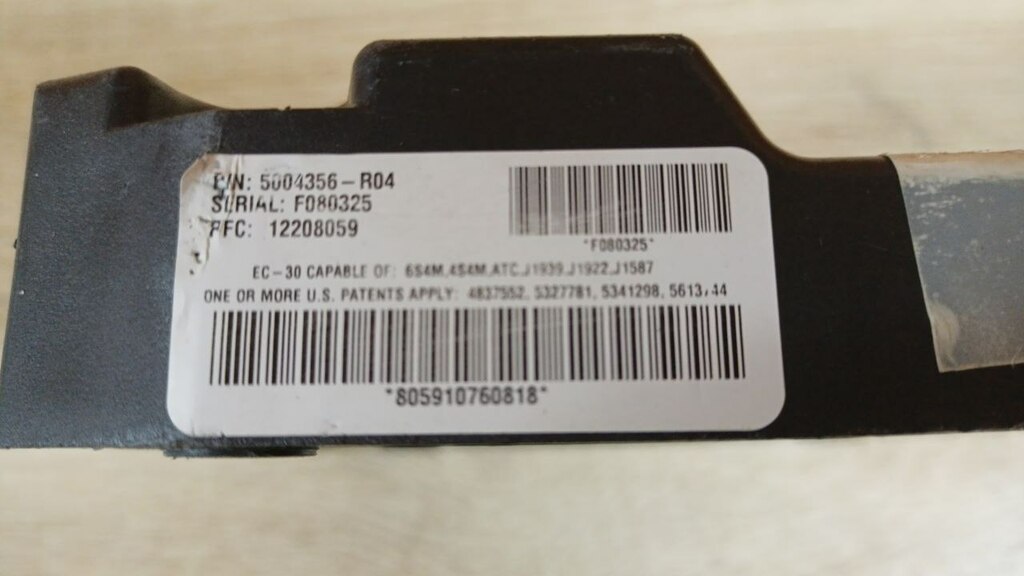 P/N: 5004356-R04
SERIAL: F080325
12208059
*F080325*
EC-30 CAPABLE OF: 6S4M,4S4M,ATC,J1939,J1922,J1587
ONE OR MORE U.S. PATENTS APPLY: 4837552, 5327781, 5341298,
*805910760818*